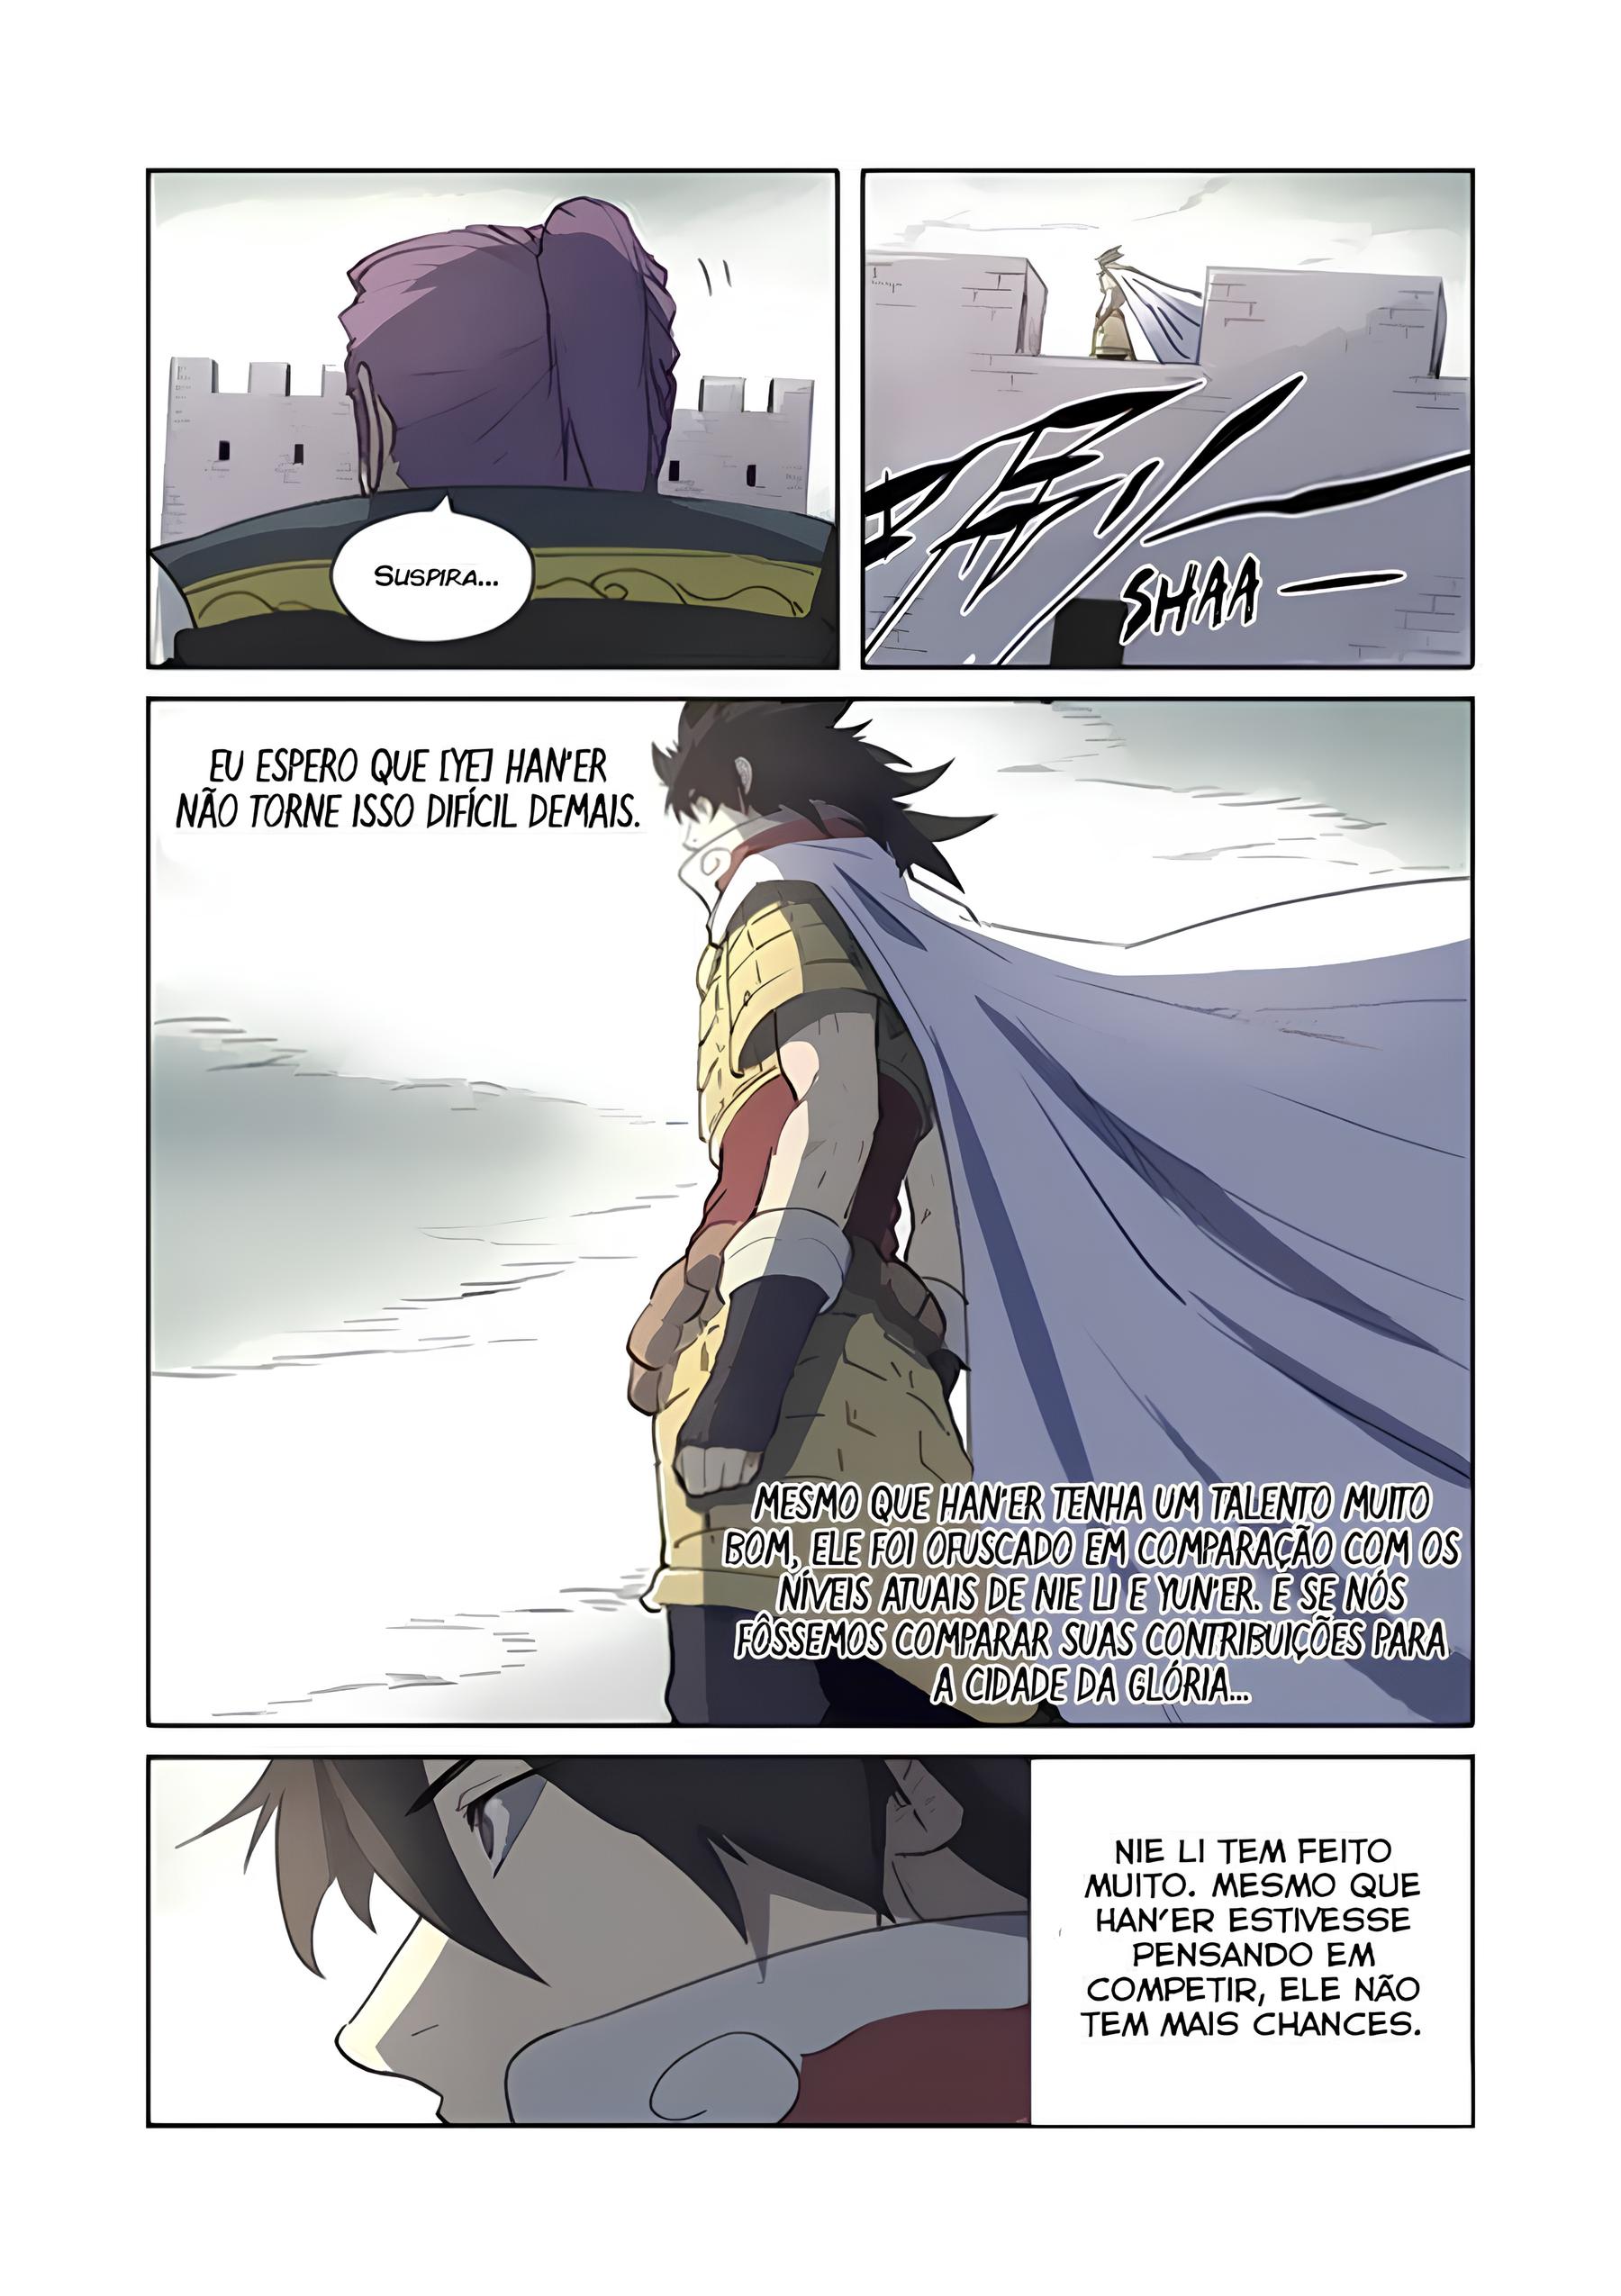 SUSPIRA...
SHAA —
EU ESPERO QUE [YE] HAN'ER
NÃO TORNE ISSO DIFÍCIL DEMAIS.
MESMO QUE HAN'ER TENHA UM TALENTO MUITO
BOM, ELE FOI OFUSCADO EM COMPARAÇÃO COM OS
NÍVEIS ATUAIS DE NIE LI E YUN'ER. E SE NÓS
FÔSSEMOS COMPARAR SUAS CONTRIBUIÇÕES PARA
A CIDADE DA GLÓRIA...
NIE LI TEM FEITO
MUITO. MESMO QUE
HAN'ER ESTIVESSE
PENSANDO EM
COMPETIR, ELE NÃO
TEM MAIS CHANCES.